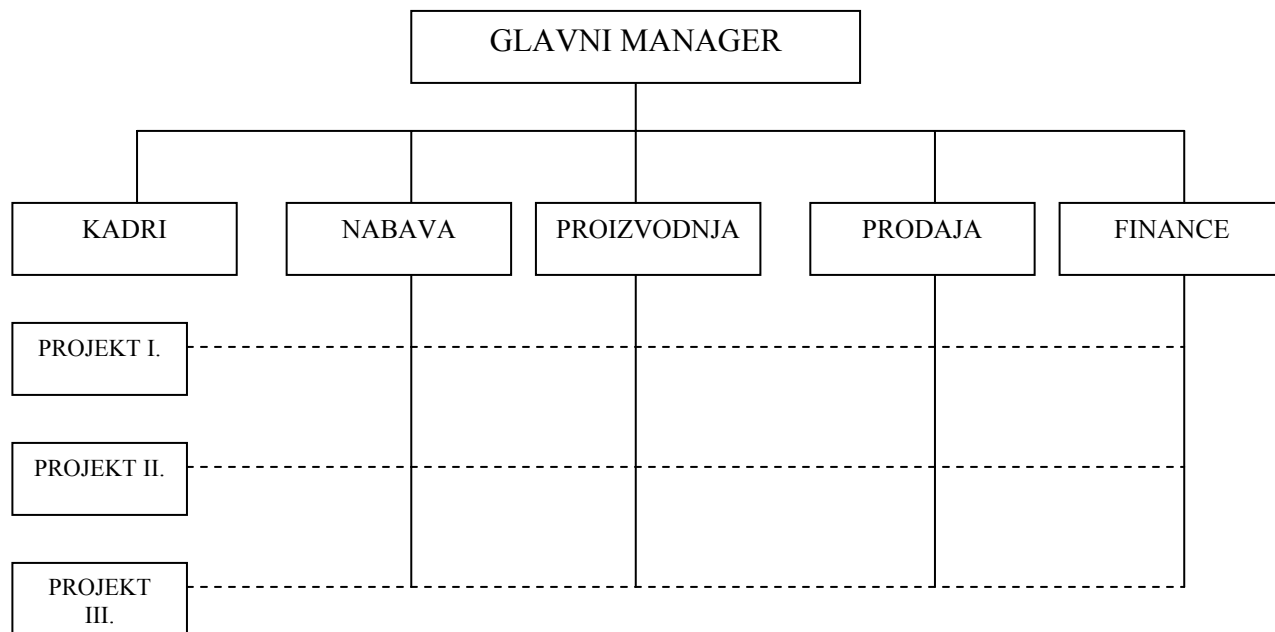 GLAVNI MANAGER
KADRI
NABAVA
PROIZVODNJA
PRODAJA
FINANCE
PROJEKT I.
PROJEKT II.
PROJEKT
III.